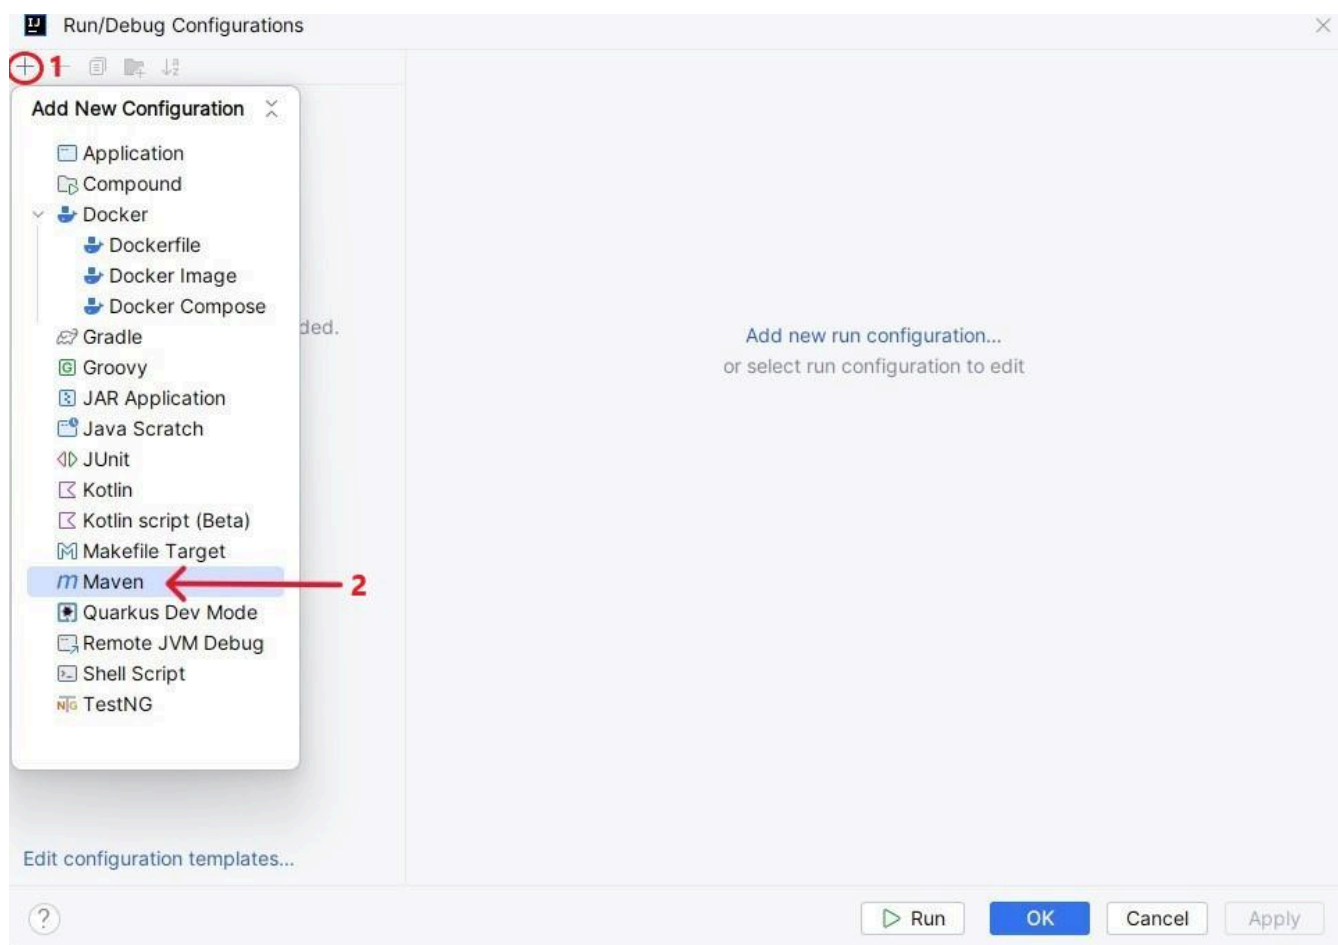 Run/Debug Configurations
1
Add New Configuration
Application
Compound
Docker
Dockerfile
Docker Image
Docker Compose
ded.
Gradle
Groovy
JAR Application
Java Scratch
JUnit
Kotlin
Kotlin script (Beta)
Makefile Target
Maven
2
Quarkus Dev Mode
Remote JVM Debug
Shell Script
TestNG
Add new run configuration...
or select run configuration to edit
Edit configuration templates...
? Run OK Cancel Apply